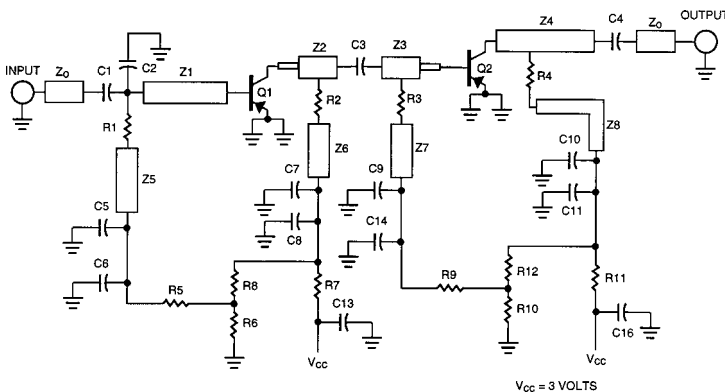 INPUT
Zo
C1
C2
Z1
Q1
Z2
C3
Z3
Q2
Z4
C4
Zo
OUTPUT
R1
R2
R3
R4
Z5
Z6
Z7
Z8
C5
C6
C7
C8
C9
C14
C10
C11
R5
R8
R6
R7
C13
VCC
R9
R12
R10
R11
C16
VCC
VCC = 3 VOLTS